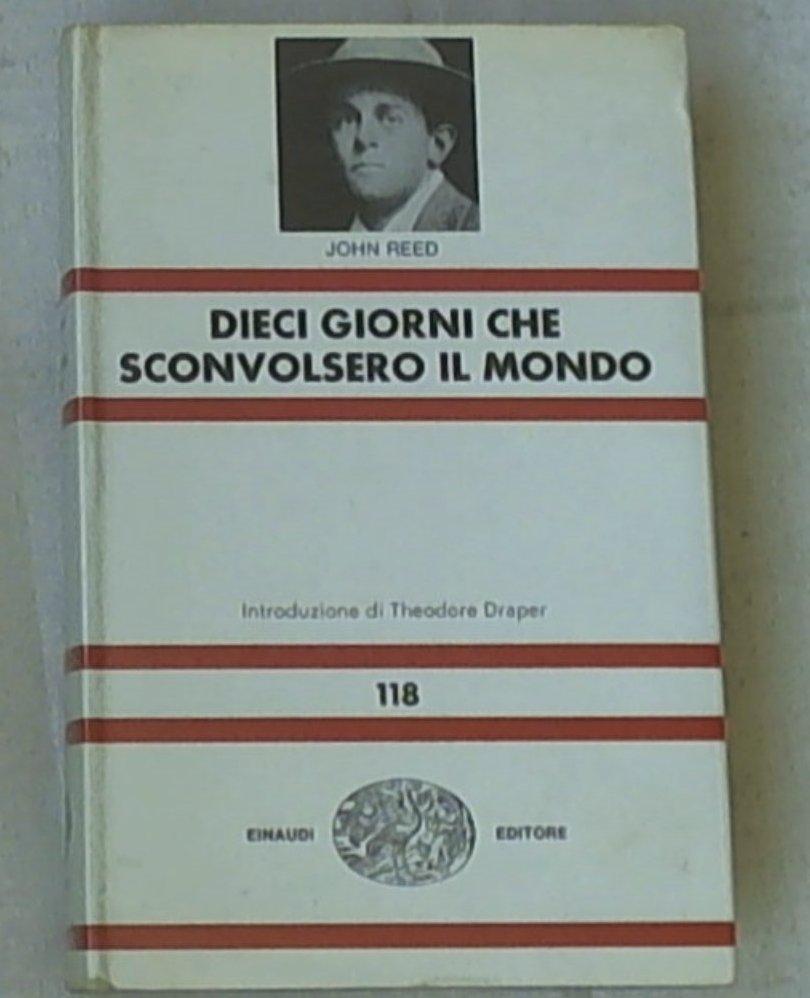 JOHN REED
DIECI GIORNI CHE
SCONVOLSERO IL MONDO
Introduzione di Theodore Draper
118
EINAUDI EDITORE